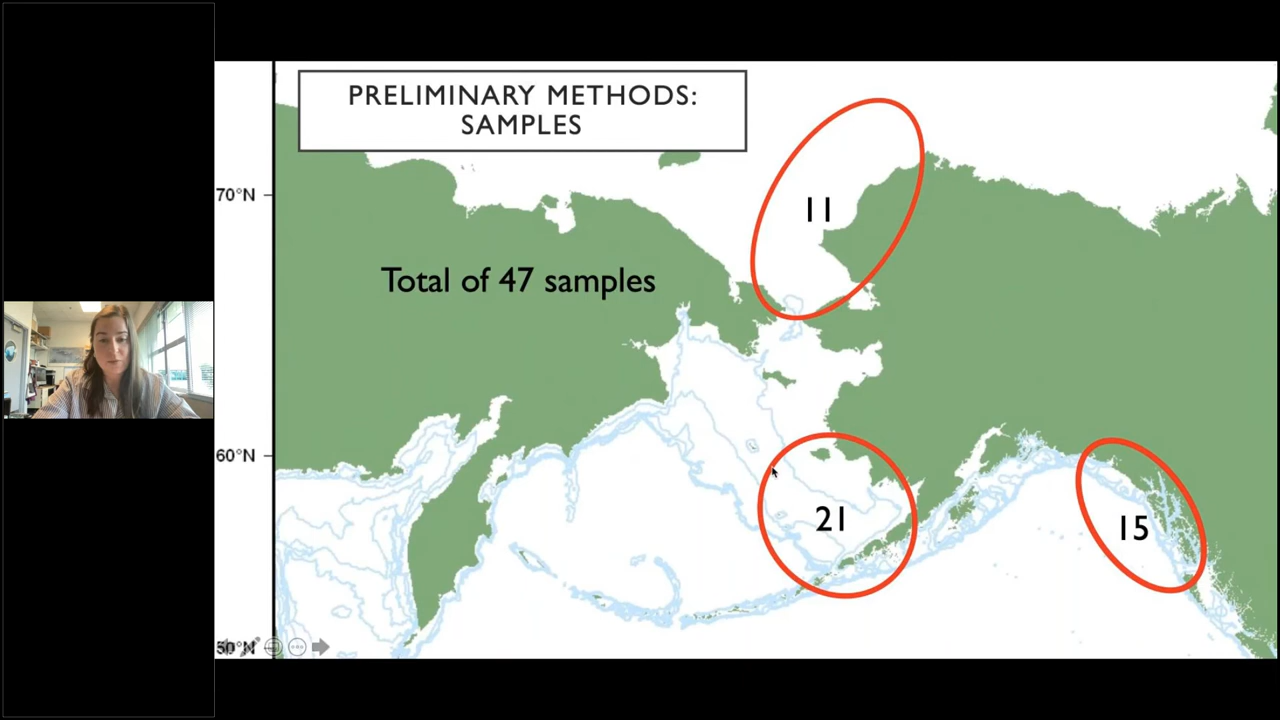 PRELIMINARY METHODS:
SAMPLES
70°N
11
Total of 47 samples
60°N
21
15
50°N